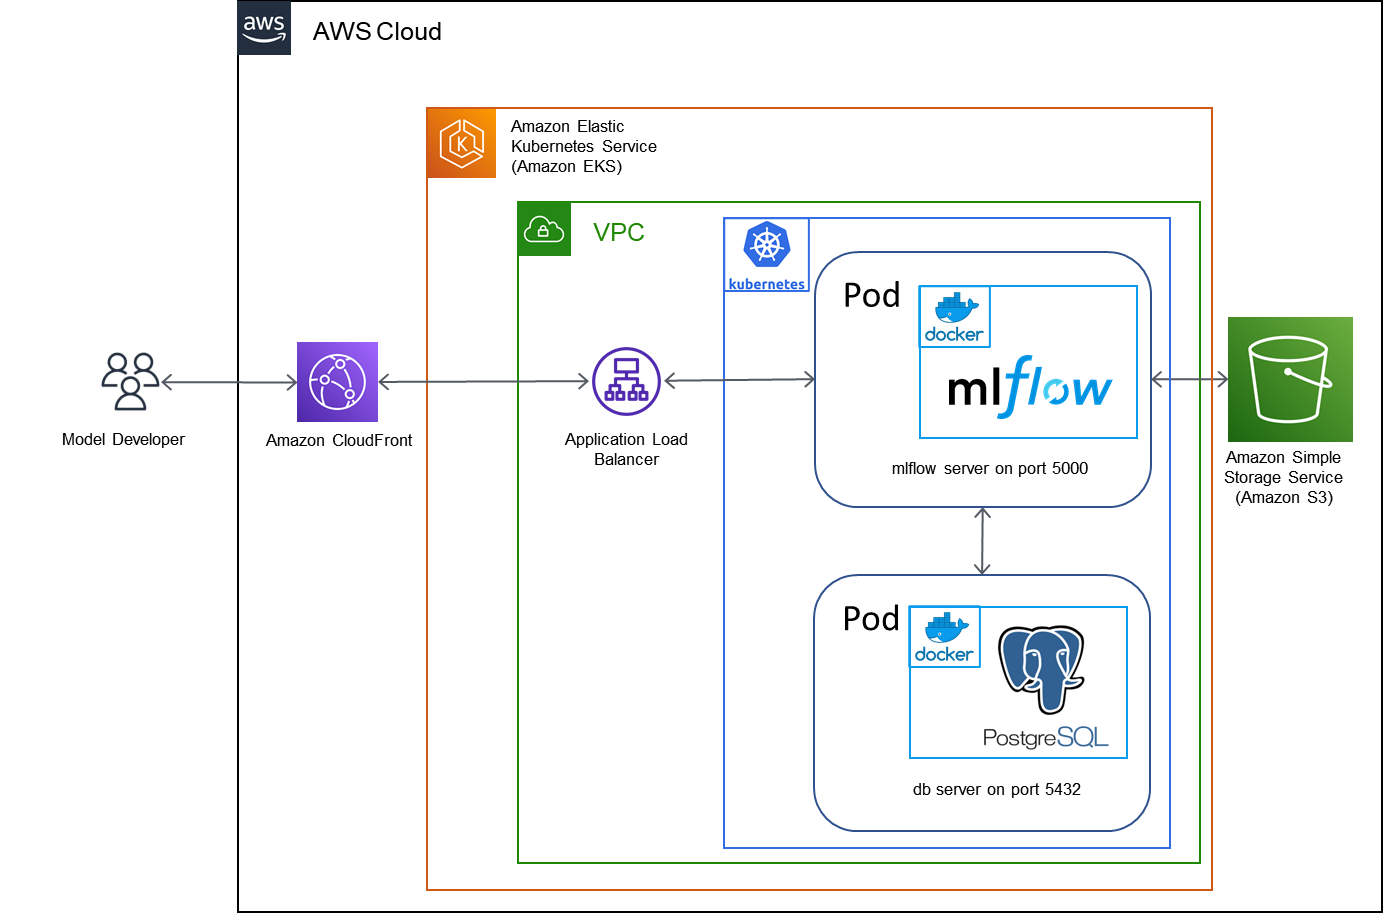 aws
AWS Cloud
K
Amazon Elastic
Kubernetes Service
(Amazon EKS)
VPC
kubernetes
Pod
docker
mlflow
mlflow server on port 5000
Model Developer
Amazon CloudFront
Application Load
Balancer
Amazon Simple
Storage Service
(Amazon S3)
Pod
docker
PostgreSQL
db server on port 5432